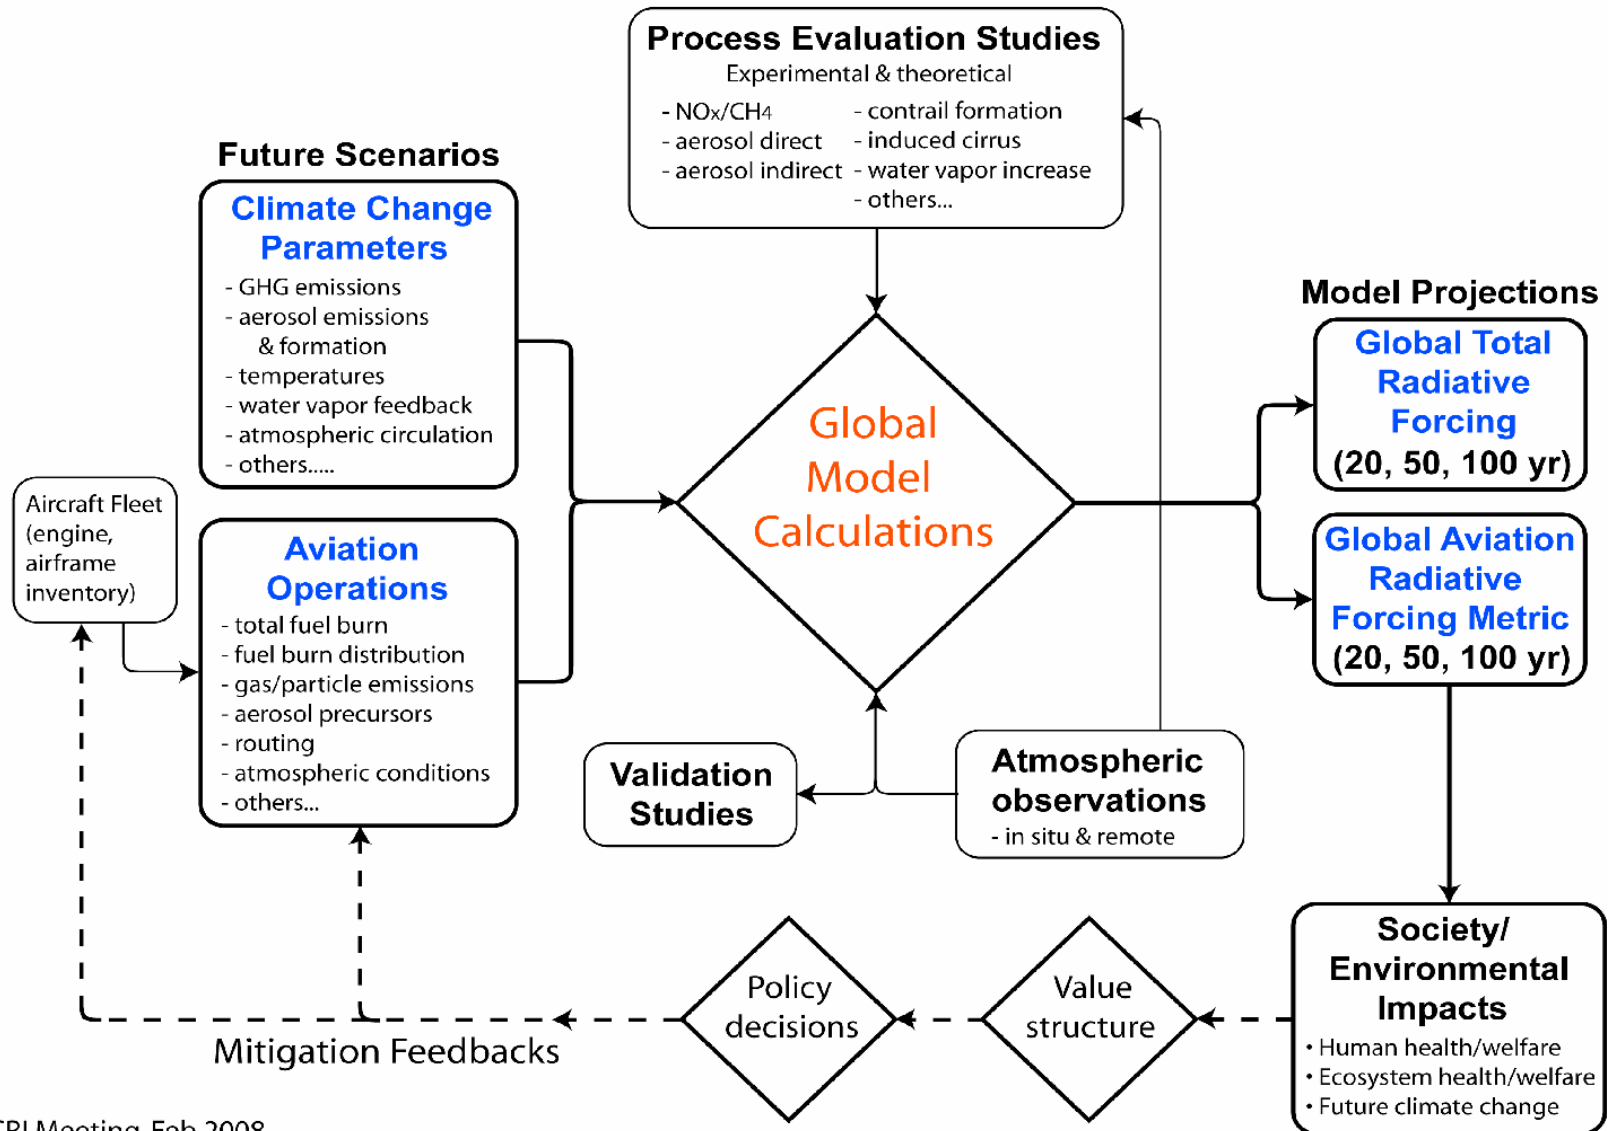 Process Evaluation Studies
Experimental & theoretical
- NOx/CH4
- aerosol direct
- aerosol indirect
- contrail formation
- induced cirrus
- water vapor increase
- others...
Future Scenarios
Climate Change
Parameters
- GHG emissions
- aerosol emissions
& formation
- temperatures
- water vapor feedback
- atmospheric circulation
- others.....
Aircraft Fleet
(engine,
airframe
inventory)
Aviation
Operations
- total fuel burn
- fuel burn distribution
- gas/particle emissions
- aerosol precursors
- routing
- atmospheric conditions
- others...
Global
Model
Calculations
Model Projections
Global Total
Radiative
Forcing
(20, 50, 100 yr)
Global Aviation
Radiative
Forcing Metric
(20, 50, 100 yr)
Validation
Studies
Atmospheric
observations
- in situ & remote
Society/
Environmental
Impacts
• Human health/welfare
• Ecosystem health/welfare
• Future climate change
Value
structure
Policy
decisions
Mitigation Feedbacks
Meeting, Feb 2008